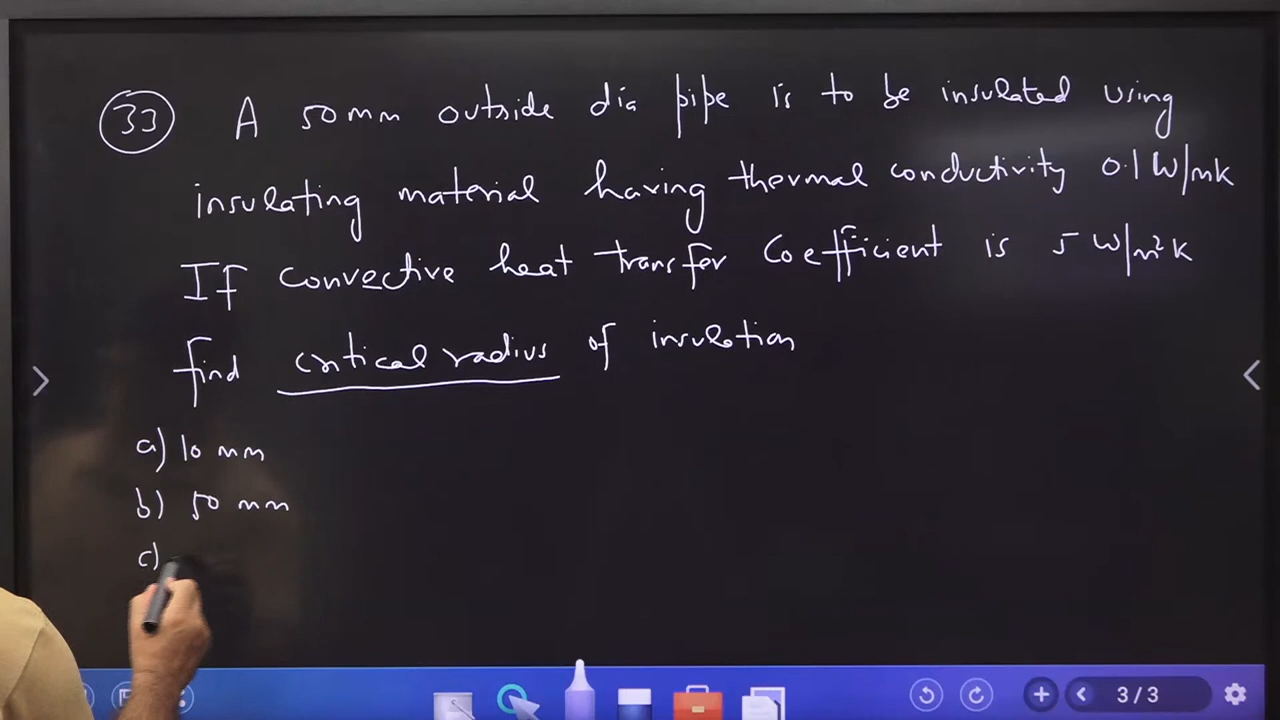 33 A 50mm outside dia pipe is to be insulated using
insulating material having thermal conductivity 0.1 W/mk
If convective heat transfer coefficient is 5 W/m²k
find critical radius of insulation
a) 10 mm
b) 50 mm
c)
3/3